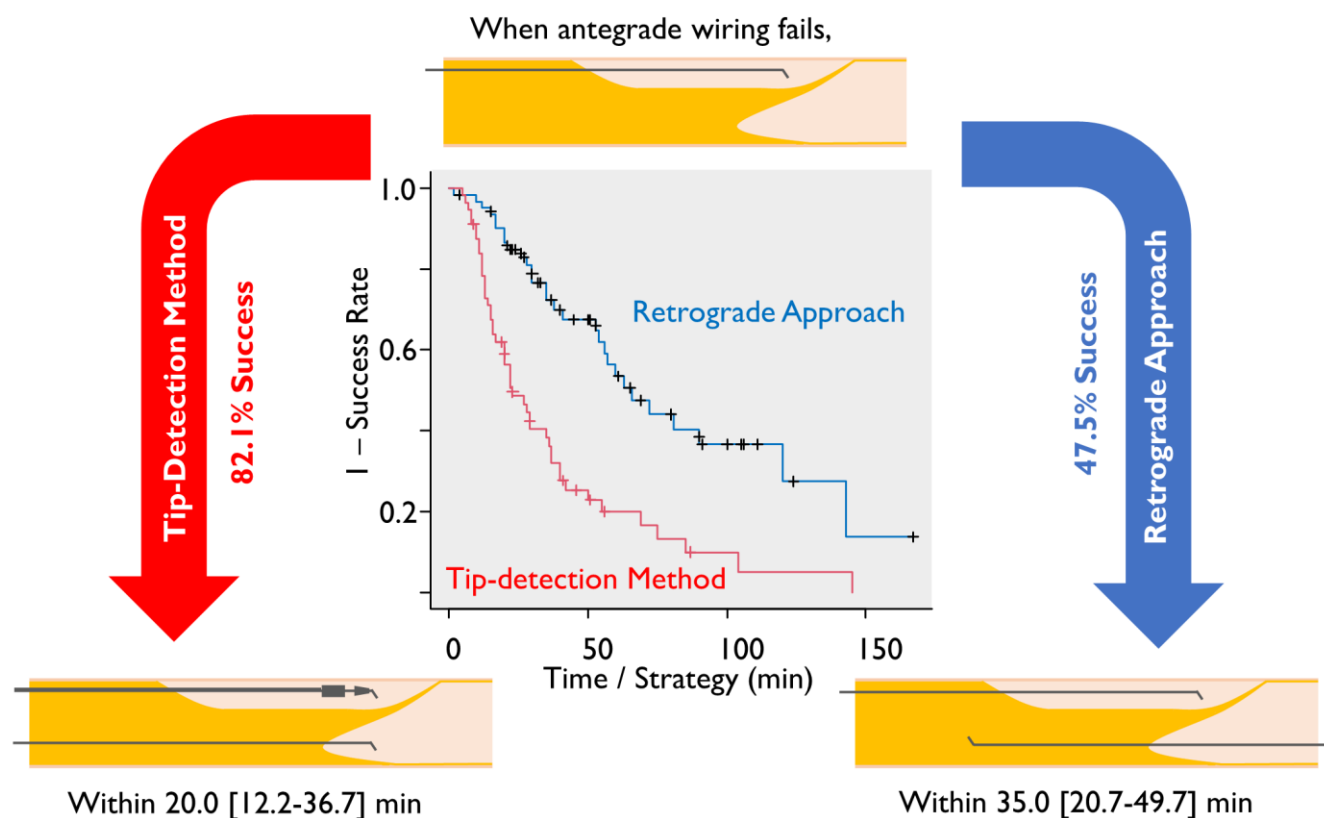 When antegrade wiring fails,
Tip-Detection Method
82.1% Success
1 – Success Rate
1.0
0.6
0.2
Retrograde Approach
Tip-detection Method
0 50 100 150
Time / Strategy (min)
47.5% Success
Retrograde Approach
Within 20.0 [12.2-36.7] min
Within 35.0 [20.7-49.7] min